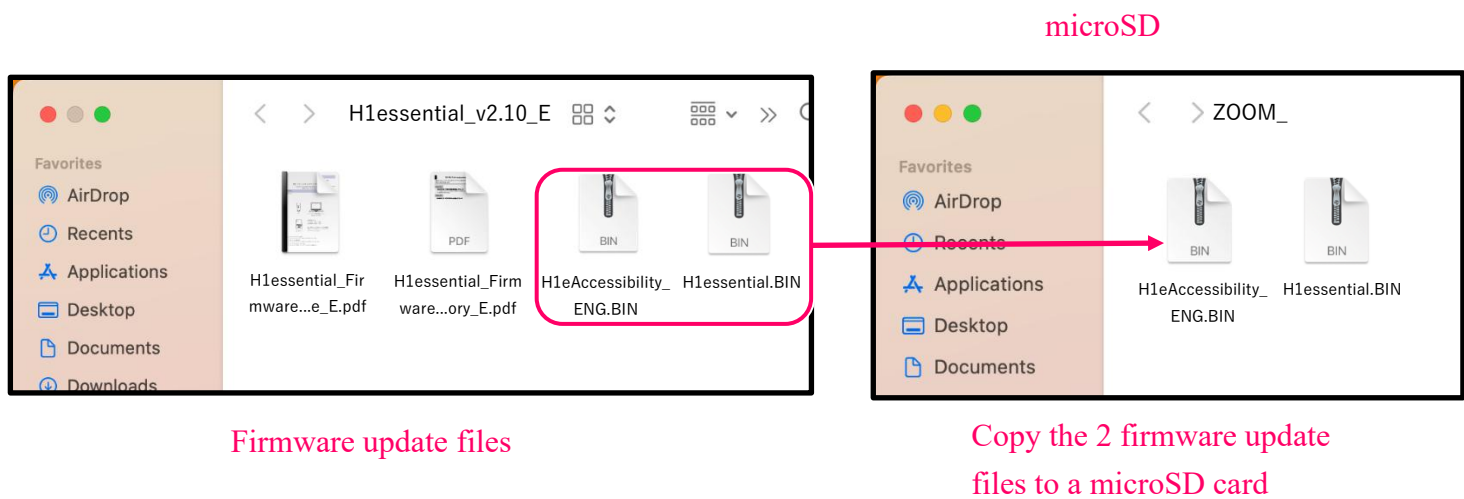 microSD
H1essential_v2.10_E
Favorites
AirDrop
Recents
Applications
Desktop
Documents
Downloads
PDF
BIN
BIN
H1essential_Fir
mware...e_E.pdf
H1essential_Firm
ware...ory_E.pdf
H1eAccessibility_
ENG.BIN
H1essential.BIN
ZOOM_
Favorites
AirDrop
Recents
Applications
Desktop
Documents
BIN
BIN
H1eAccessibility_
ENG.BIN
H1essential.BIN
Firmware update files
Copy the 2 firmware update
files to a microSD card